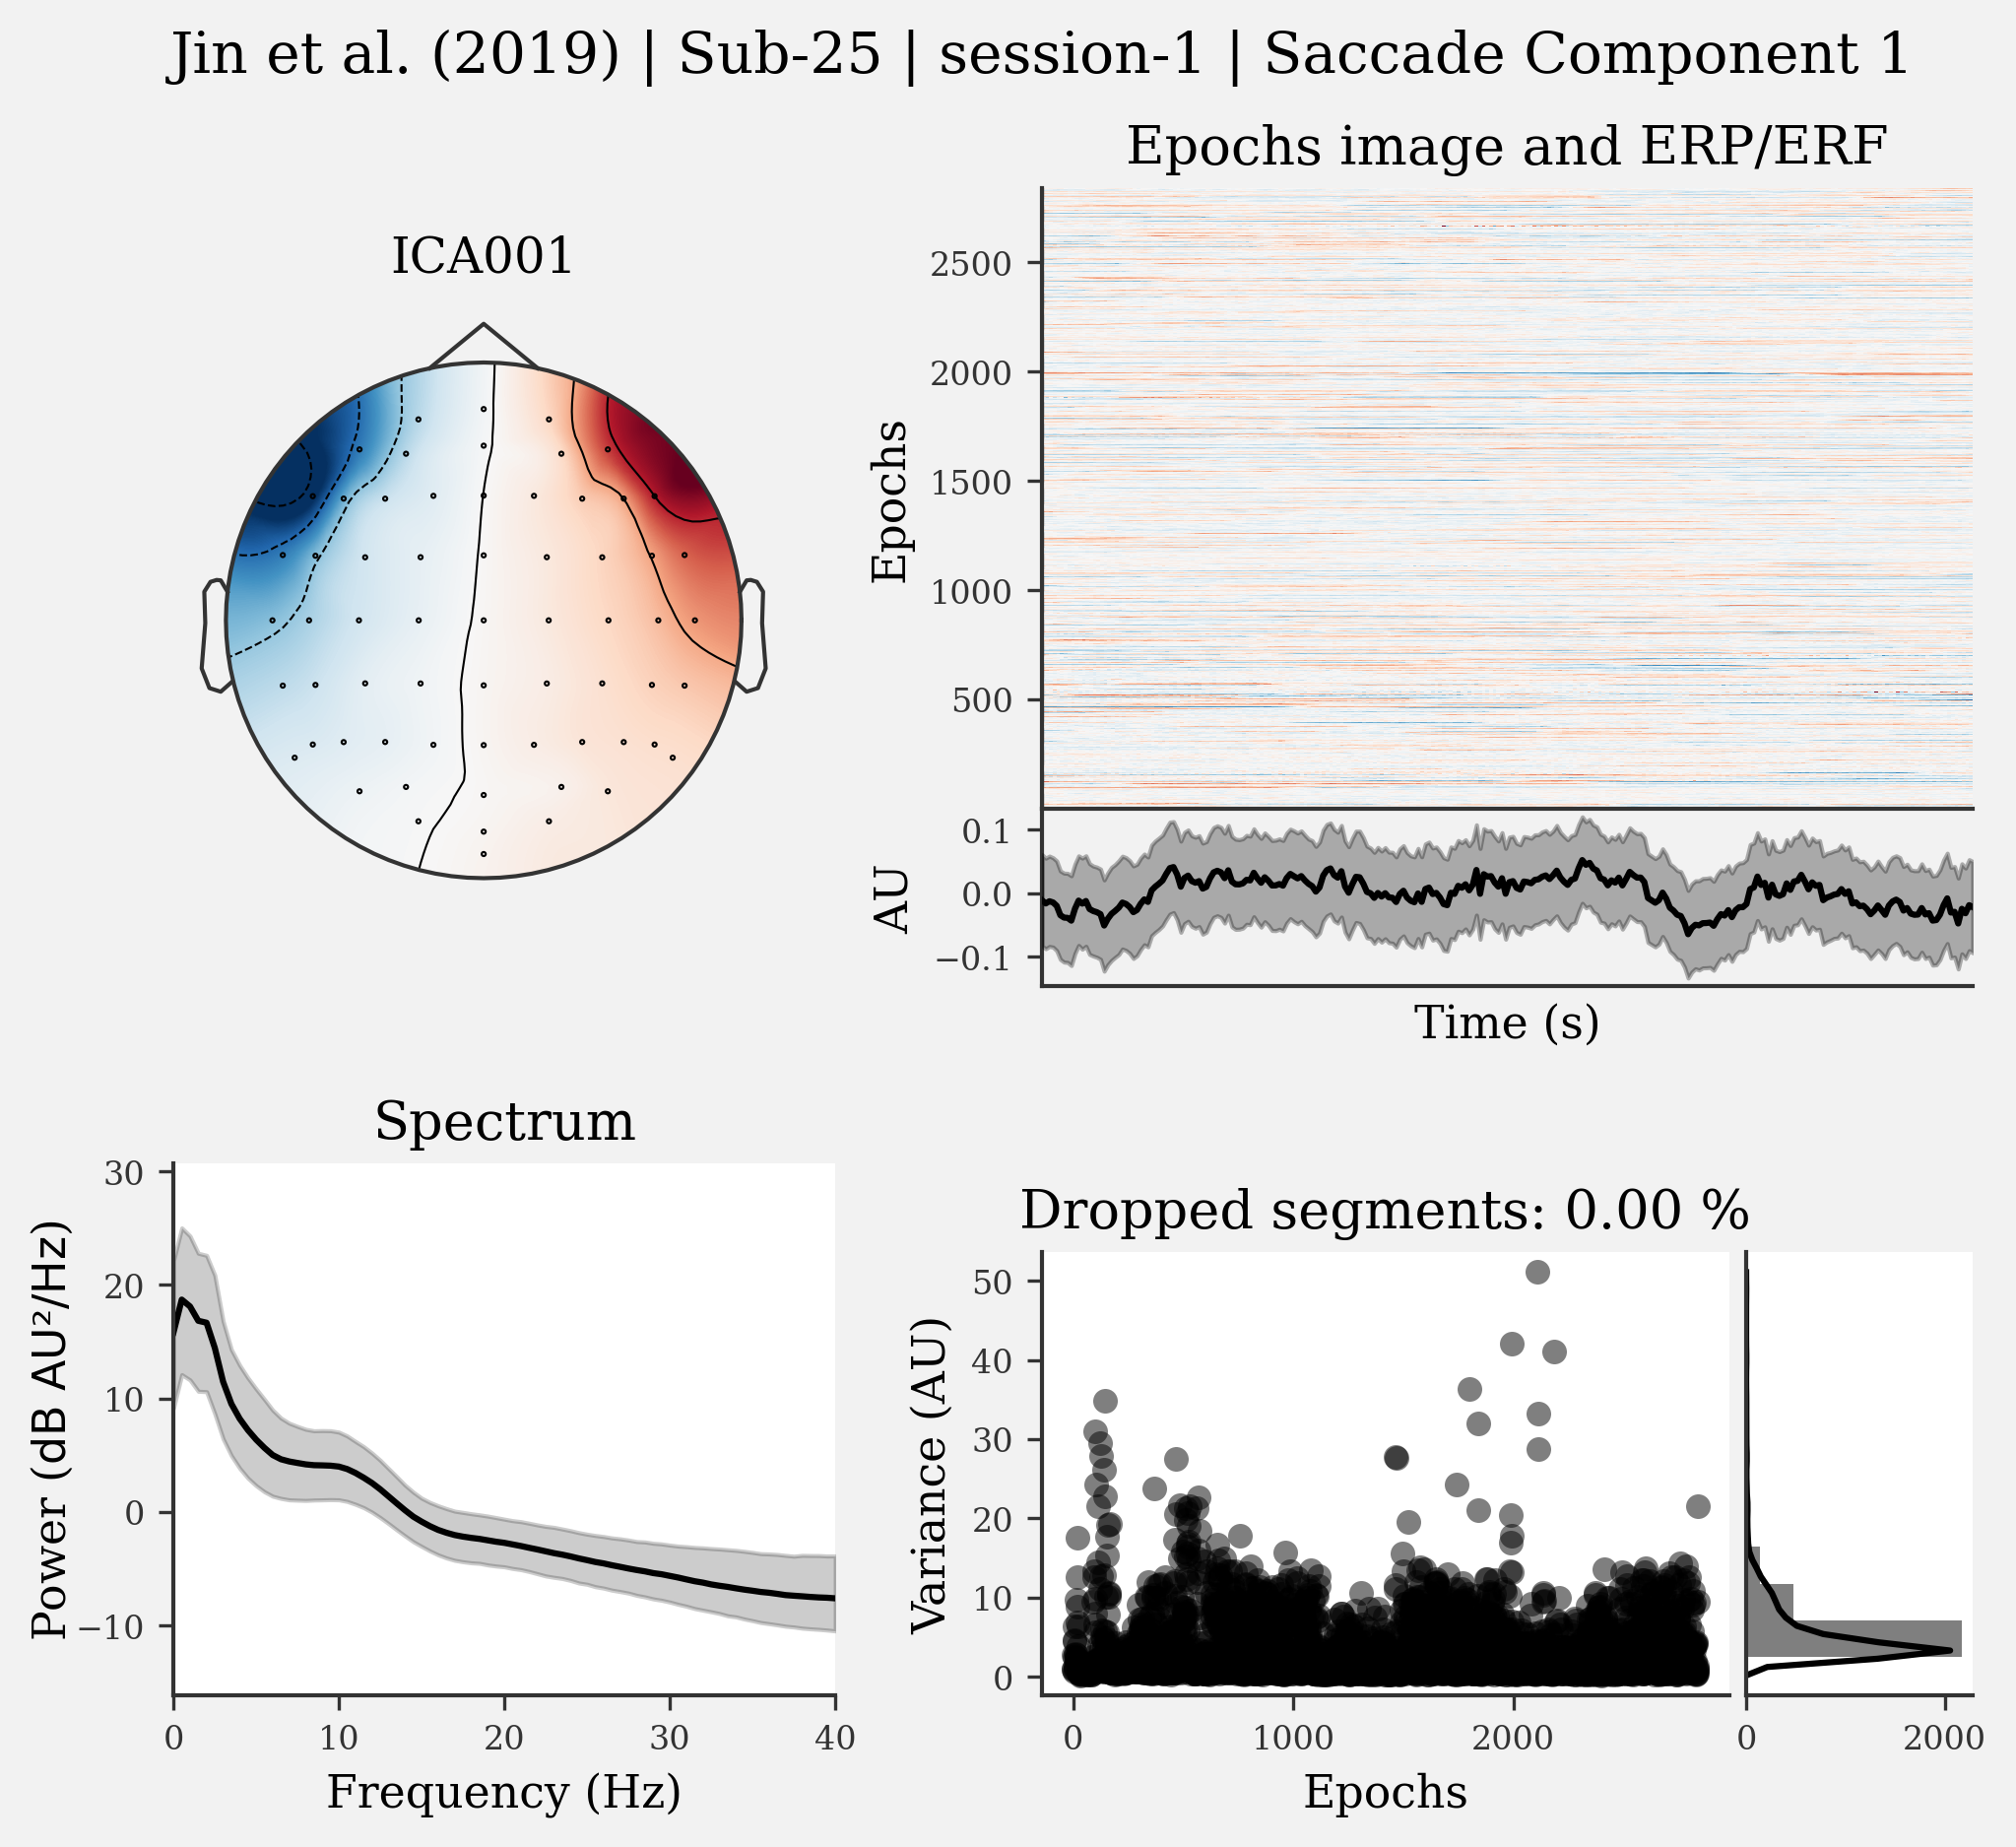 Jin et al. (2019) | Sub-25 | session-1 | Saccade Component 1
ICA001
Epochs image and ERP/ERF
Epochs
2500
2000
1500
1000
500
AU
0.1
0.0
−0.1
Time (s)
Spectrum
Power (dB AU²/Hz)
30
20
10
0
−10
0 10 20 30 40
Frequency (Hz)
Dropped segments: 0.00 %
Variance (AU)
50
40
30
20
10
0
0 1000 2000
0 2000
Epochs